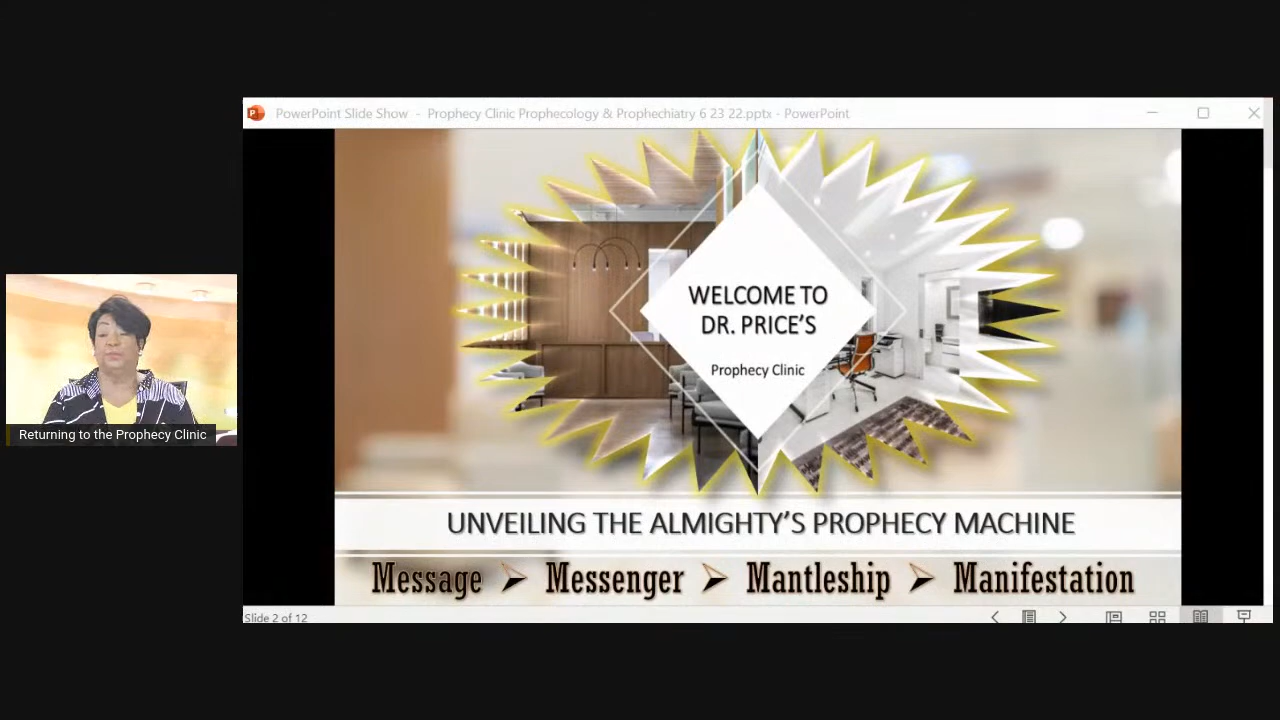 PowerPoint Slide Show - Prophecy Clinic Prophecology & Prophechiatry 6 23 22.pptx - PowerPoint
WELCOME TO
DR. PRICE'S
Prophecy Clinic
Returning to the Prophecy Clinic
UNVEILING THE ALMIGHTY'S PROPHECY MACHINE
Message ➢ Messenger ➢ Mantleship ➢ Manifestation
Slide 2 of 12